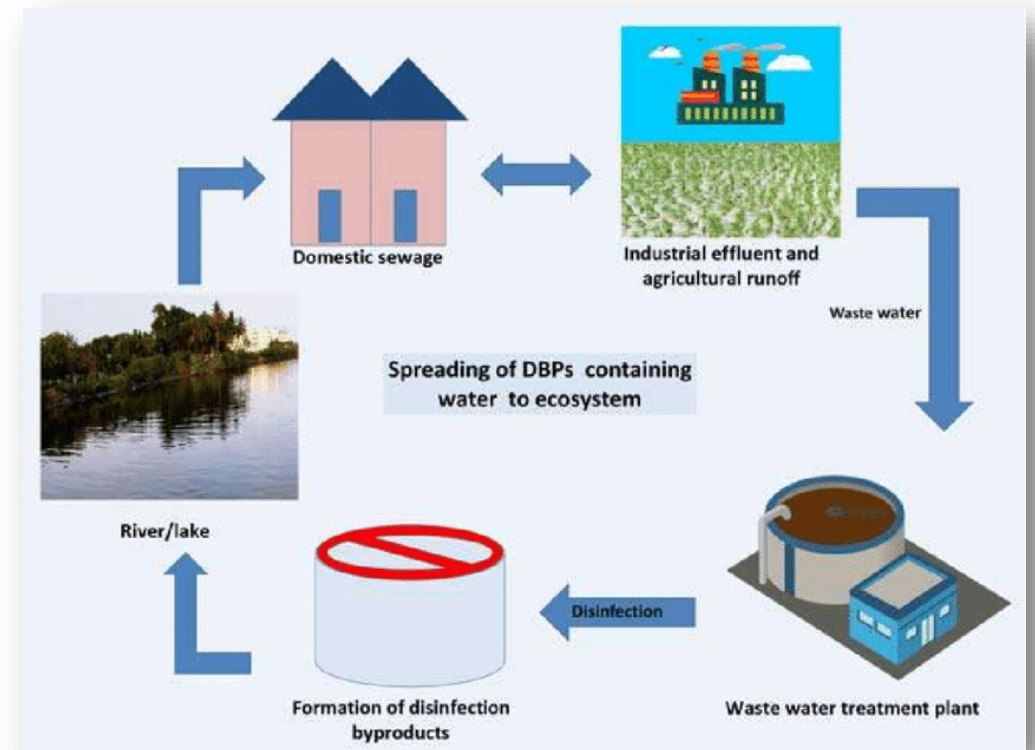 Domestic sewage
Industrial effluent and
agricultural runoff
Waste water
Spreading of DBPs containing
water to ecosystem
River/lake
Disinfection
Formation of disinfection
byproducts
Waste water treatment plant